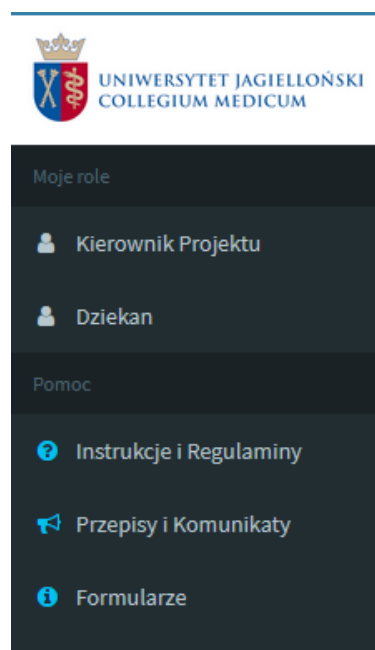 UNIWERSYTET JAGIELLOŃSKI
COLLEGIUM MEDICUM
Moje role
Kierownik Projektu
Dziekan
Pomoc
Instrukcje i Regulaminy
Przepisy i Komunikaty
Formularze